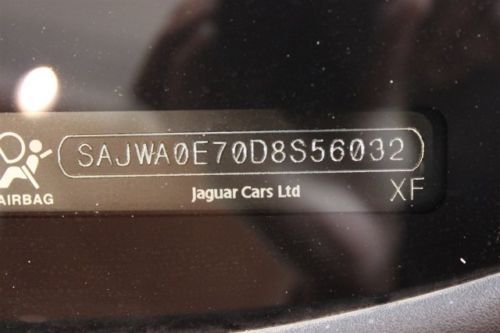 SAJWA0E70D8S56032
AIRBAG
Jaguar Cars Ltd
XF